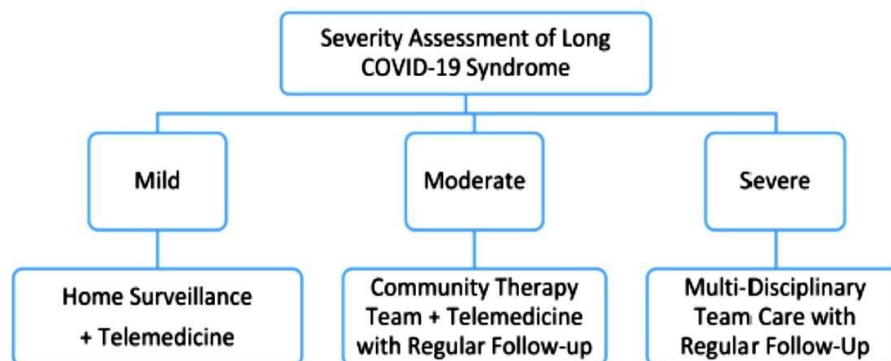 Severity Assessment of Long
COVID-19 Syndrome
Mild
Moderate
Severe
Home Surveillance
+ Telemedicine
Community Therapy
Team + Telemedicine
with Regular Follow-up
Multi-Disciplinary
Team Care with
Regular Follow-Up